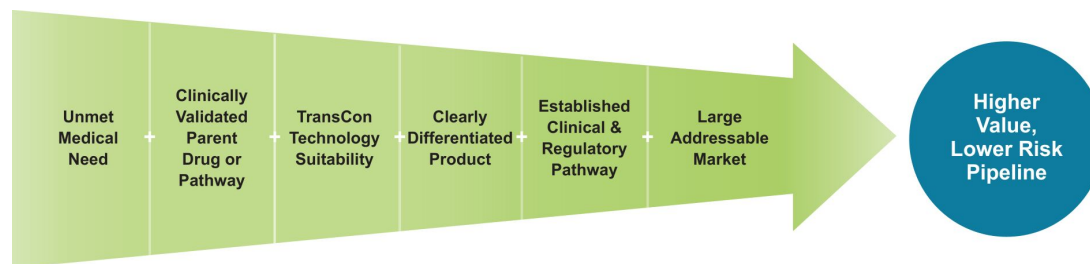 Unmet
Medical
Need
+
Clinically
Validated
Parent
Drug or
Pathway
+
TransCon
Technology
Suitability
+
Clearly
Differentiated
Product
+
Established
Clinical &
Regulatory
Pathway
+
Large
Addressable
Market
Higher
Value,
Lower Risk
Pipeline